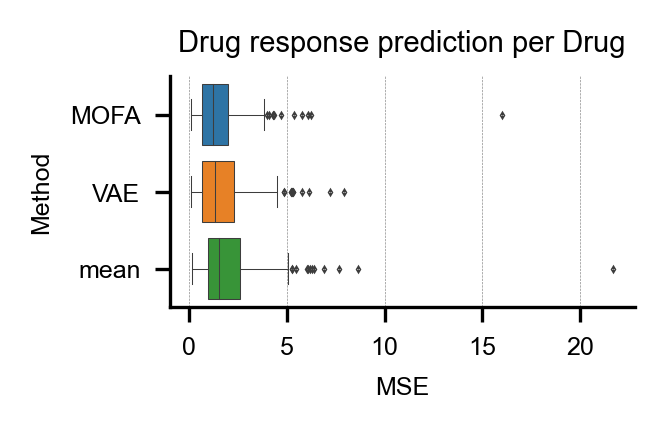 Drug response prediction per Drug
Method
MOFA
VAE
mean
0 5 10 15 20
MSE